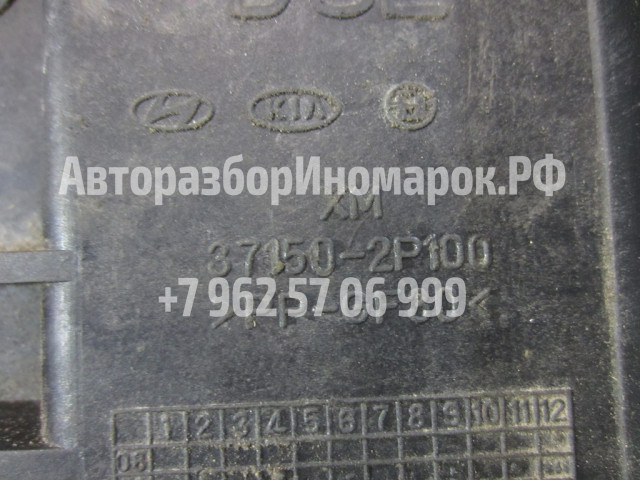 KIA
АвторазборИномарок.РФ
XM
37150-2P100
+7 962 57 06 999
1 2 3 4 5 6 7 8 9 10 11 12
08